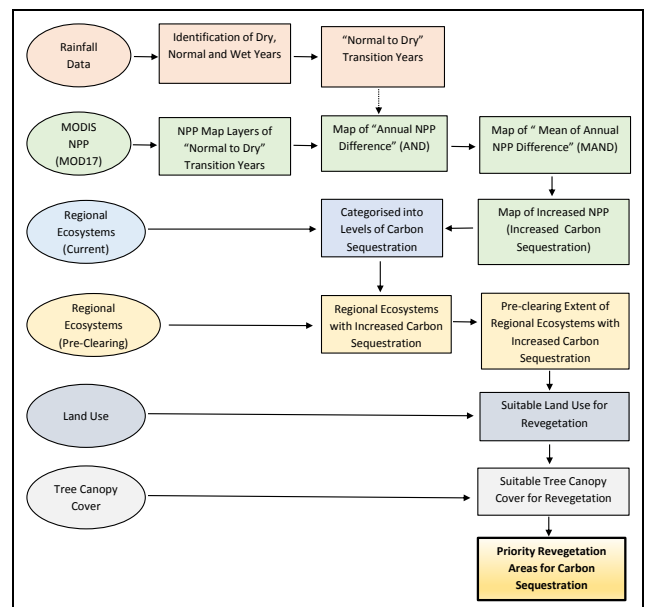 Rainfall
Data
Identification of Dry,
Normal and Wet Years
“Normal to Dry”
Transition Years
MODIS
NPP
(MOD17)
NPP Map Layers of
“Normal to Dry”
Transition Years
Map of “Annual NPP
Difference” (AND)
Map of “ Mean of Annual
NPP Difference” (MAND)
Regional
Ecosystems
(Current)
Categorised into
Levels of Carbon
Sequestration
Map of Increased NPP
(Increased Carbon
Sequestration)
Regional
Ecosystems
(Pre-Clearing)
Regional Ecosystems
with Increased Carbon
Sequestration
Pre-clearing Extent of
Regional Ecosystems with
Increased Carbon
Sequestration
Land Use
Suitable Land Use for
Revegetation
Tree Canopy
Cover
Suitable Tree Canopy
Cover for Revegetation
Priority Revegetation
Areas for Carbon
Sequestration